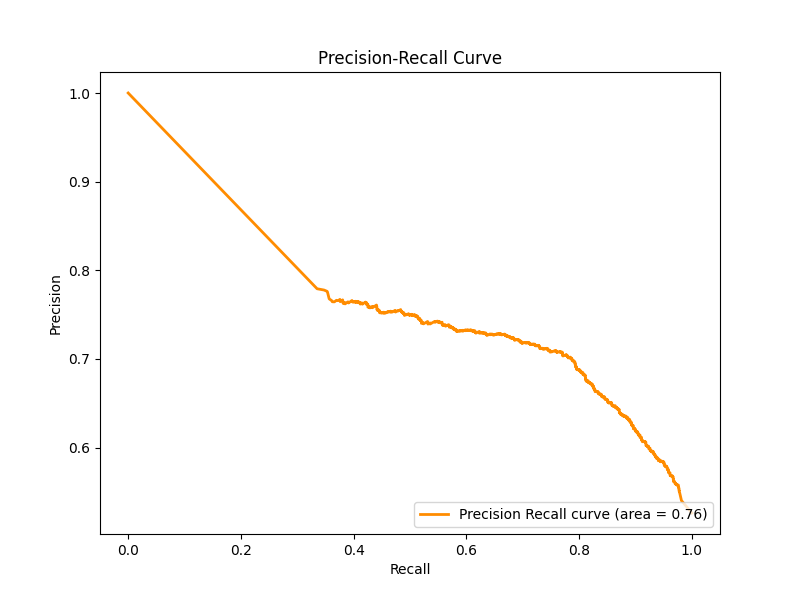 Precision-Recall Curve
1.0
0.9
0.8
0.7
0.6
Precision
0.0 0.2 0.4 0.6 0.8 1.0
Recall
Precision Recall curve (area = 0.76)